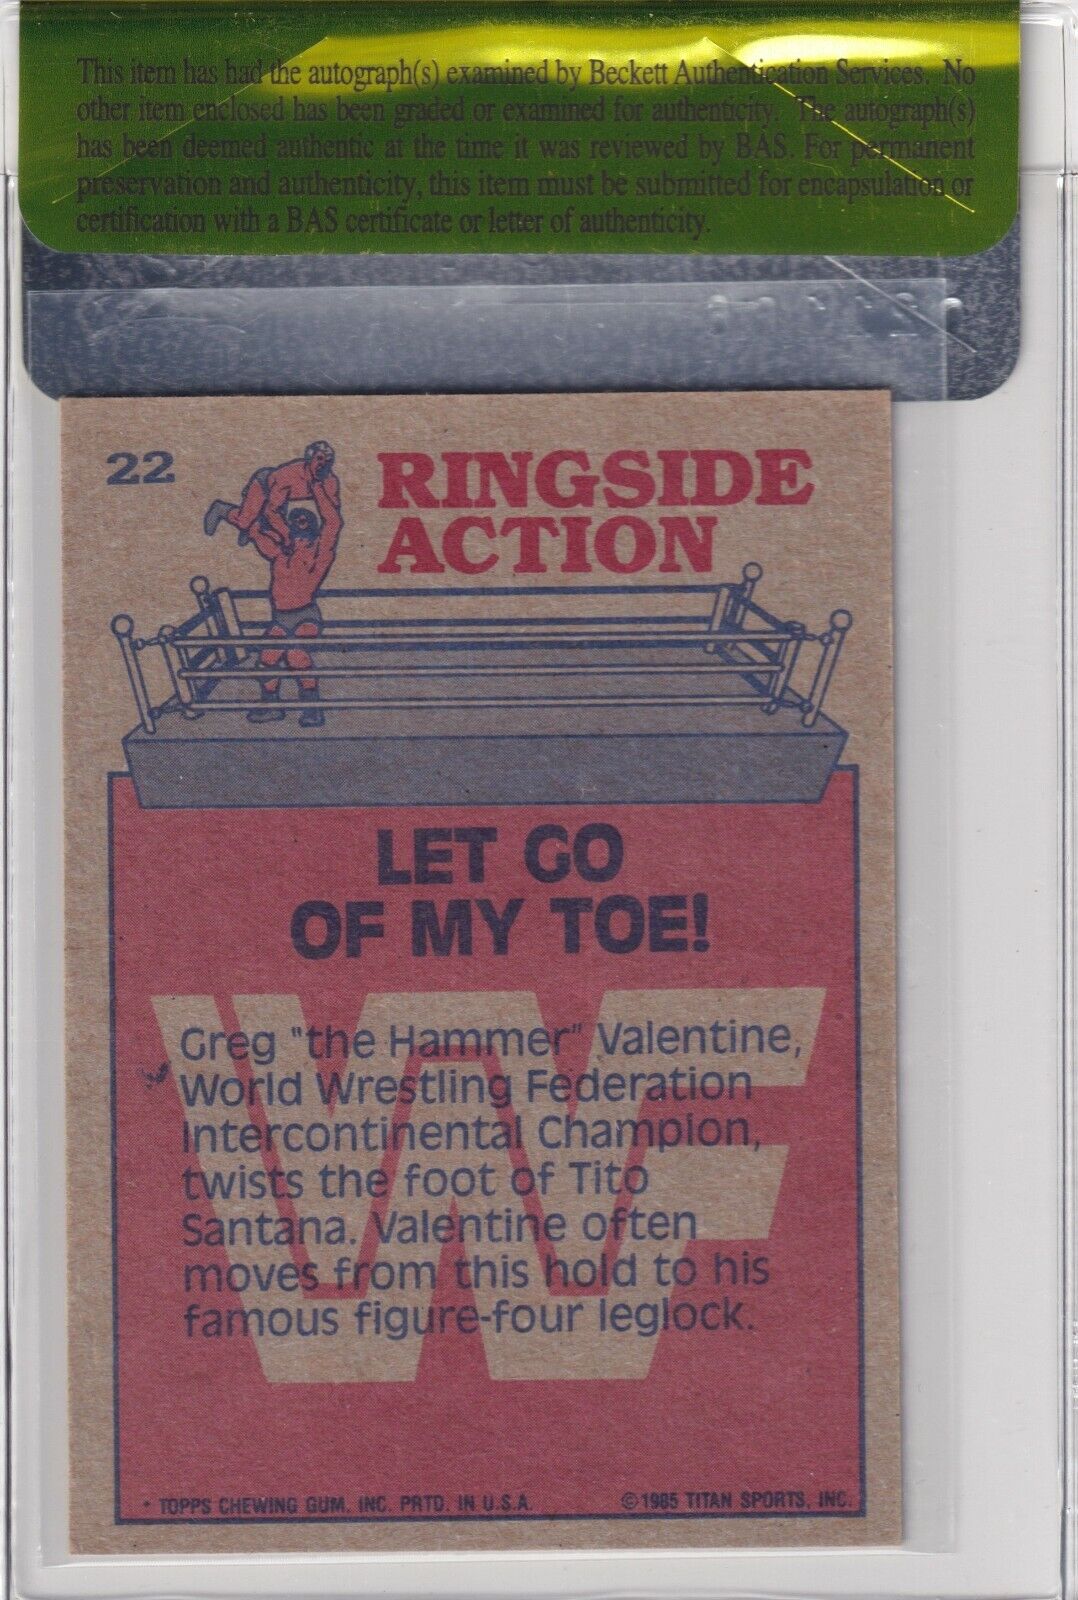 This item has had the autograph(s) examined by Beckett Authentication Services. No
other item enclosed has been graded or examined for authenticity. The autograph(s)
has been deemed authentic at the time it was reviewed by BAS. For permanent
preservation and authenticity, this item must be submitted for encapsulation or
certification with a BAS certificate or letter of authenticity.
22
RINGSIDE
ACTION
LET GO
OF MY TOE!
WF
Greg "the Hammer" Valentine,
World Wrestling Federation
Intercontinental Champion,
twists the foot of Tito
Santana. Valentine often
moves from this hold to his
famous figure-four leglock.
* TOPPS CHEWING GUM, INC. PRTD. IN U.S.A.
© 1985 TITAN SPORTS, INC.